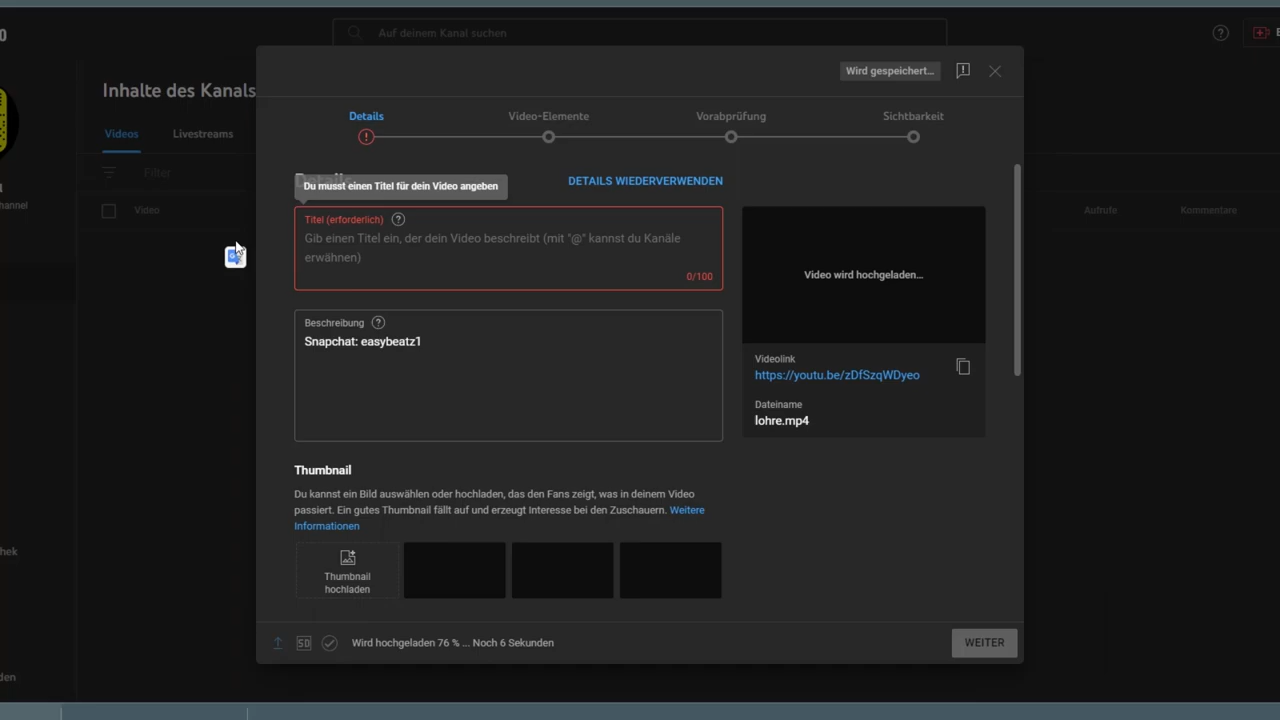 Auf deinem Kanal suchen
Inhalte des Kanals
Videos
Livestreams
Filter
Video
Aufrufe
Kommentare
hannel
hek
den
Wird gespeichert...
Details
Video-Elemente
Vorabprüfung
Sichtbarkeit
Details
Du musst einen Titel für dein Video angeben
DETAILS WIEDERVERWENDEN
Titel (erforderlich)
Gib einen Titel ein, der dein Video beschreibt (mit "@" kannst du Kanäle
erwähnen)
0/100
Beschreibung
Snapchat: easybeatz1
Video wird hochgeladen...
Videolink
https://youtu.be/zDfSzqWDyeo
Dateiname
lohre.mp4
Thumbnail
Du kannst ein Bild auswählen oder hochladen, das den Fans zeigt, was in deinem Video
passiert. Ein gutes Thumbnail fällt auf und erzeugt Interesse bei den Zuschauern. Weitere
Informationen
Thumbnail
hochladen
SD
Wird hochgeladen 76 % ... Noch 6 Sekunden
WEITER